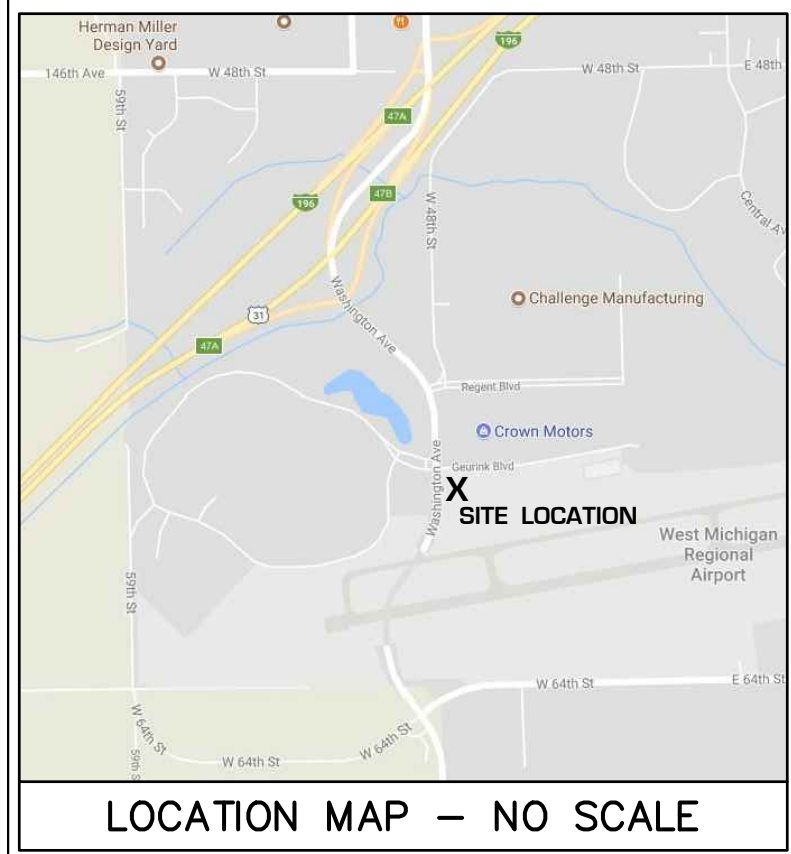 Herman Miller
Design Yard
196
146th Ave
W 48th St
W 48th St
E 48th
59th St
47A
47B
196
W 48th St
Central Av
Challenge Manufacturing
31
Washington Ave
47A
Regent Blvd
Crown Motors
Washington Ave
Geurink Blvd
X
SITE LOCATION
West Michigan
Regional
Airport
59th St
W 64th St
E 64th St
W 64th St
W 64th St
W 64th St
59th S
LOCATION MAP - NO SCALE